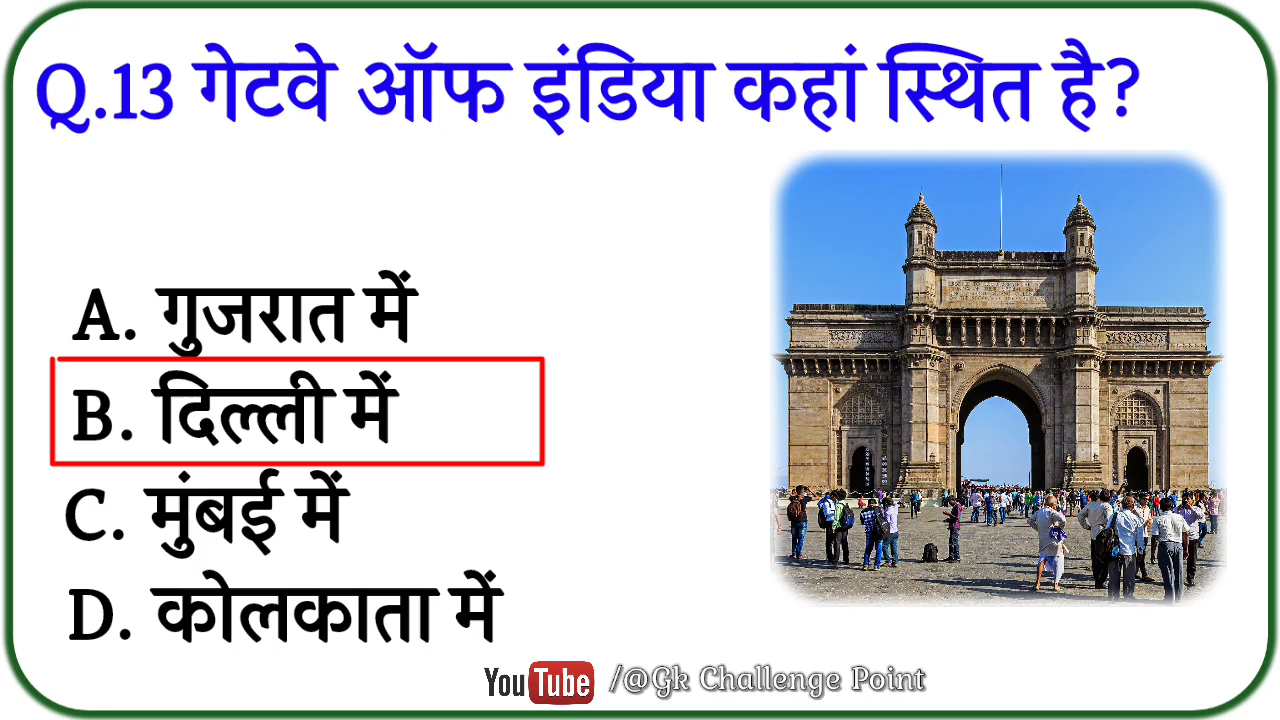 Q.13 गेटवे ऑफ इंडिया कहां स्थित है?
A. गुजरात में
B. दिल्ली में
C. मुंबई में
D. कोलकाता में
YouTube /@Gk Challenge Point